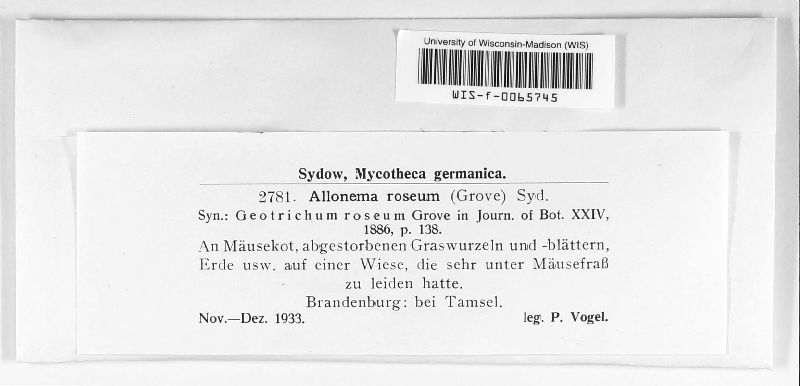 University of Wisconsin-Madison (WIS)
WIS-f-0065745
Sydow, Mycotheca germanica.
2781. Allonema roseum (Grove) Syd.
Syn.: Geotrichum roseum Grove in Journ. of Bot. XXIV,
1886, p. 138.
An Mäusekot, abgestorbenen Graswurzeln und -blättern,
Erde usw. auf einer Wiese, die sehr unter Mäusefraß
zu leiden hatte.
Brandenburg: bei Tamsel.
Nov.—Dez. 1933. leg. P. Vogel.